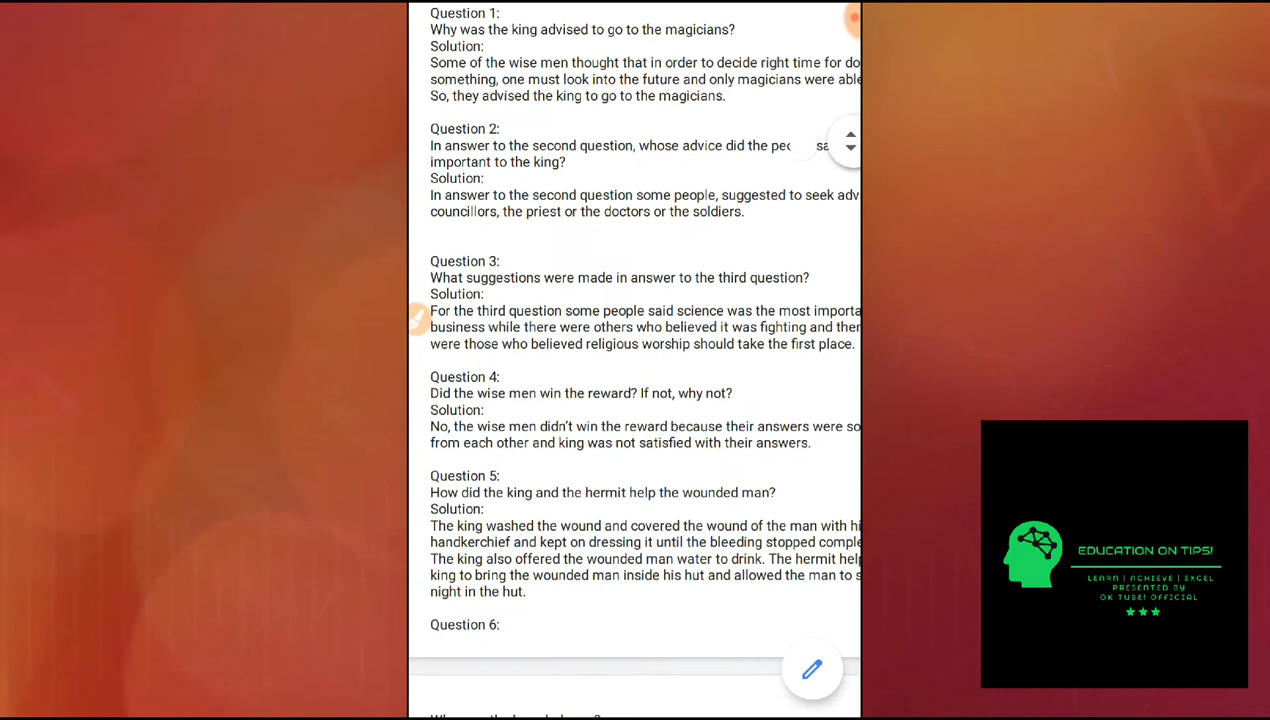 Question 1:
Why was the king advised to go to the magicians?
Solution:
Some of the wise men thought that in order to decide right time for do
something, one must look into the future and only magicians were able
So, they advised the king to go to the magicians.
Question 2:
In answer to the second question, whose advice did the
important to the king?
Solution:
In answer to the second question some people, suggested to seek adv
councillors, the priest or the doctors or the soldiers.
Question 3:
What suggestions were made in answer to the third question?
Solution:
For the third question some people said science was the most importa
business while there were others who believed it was fighting and ther
were those who believed religious worship should take the first place.
Question 4:
Did the wise men win the reward? If not, why not?
Solution:
No, the wise men didn't win the reward because their answers were so
from each other and king was not satisfied with their answers.
Question 5:
How did the king and the hermit help the wounded man?
Solution:
The king washed the wound and covered the wound of the man with hi
handkerchief and kept on dressing it until the bleeding stopped comple
The king also offered the wounded man water to drink. The hermit help
king to bring the wounded man inside his hut and allowed the man to s
night in the hut.
Question 6:
EDUCATION ON TIPS!
LEARN | ACHIEVE | EXCEL
PRESENTED BY
OK TUBE! OFFICIAL